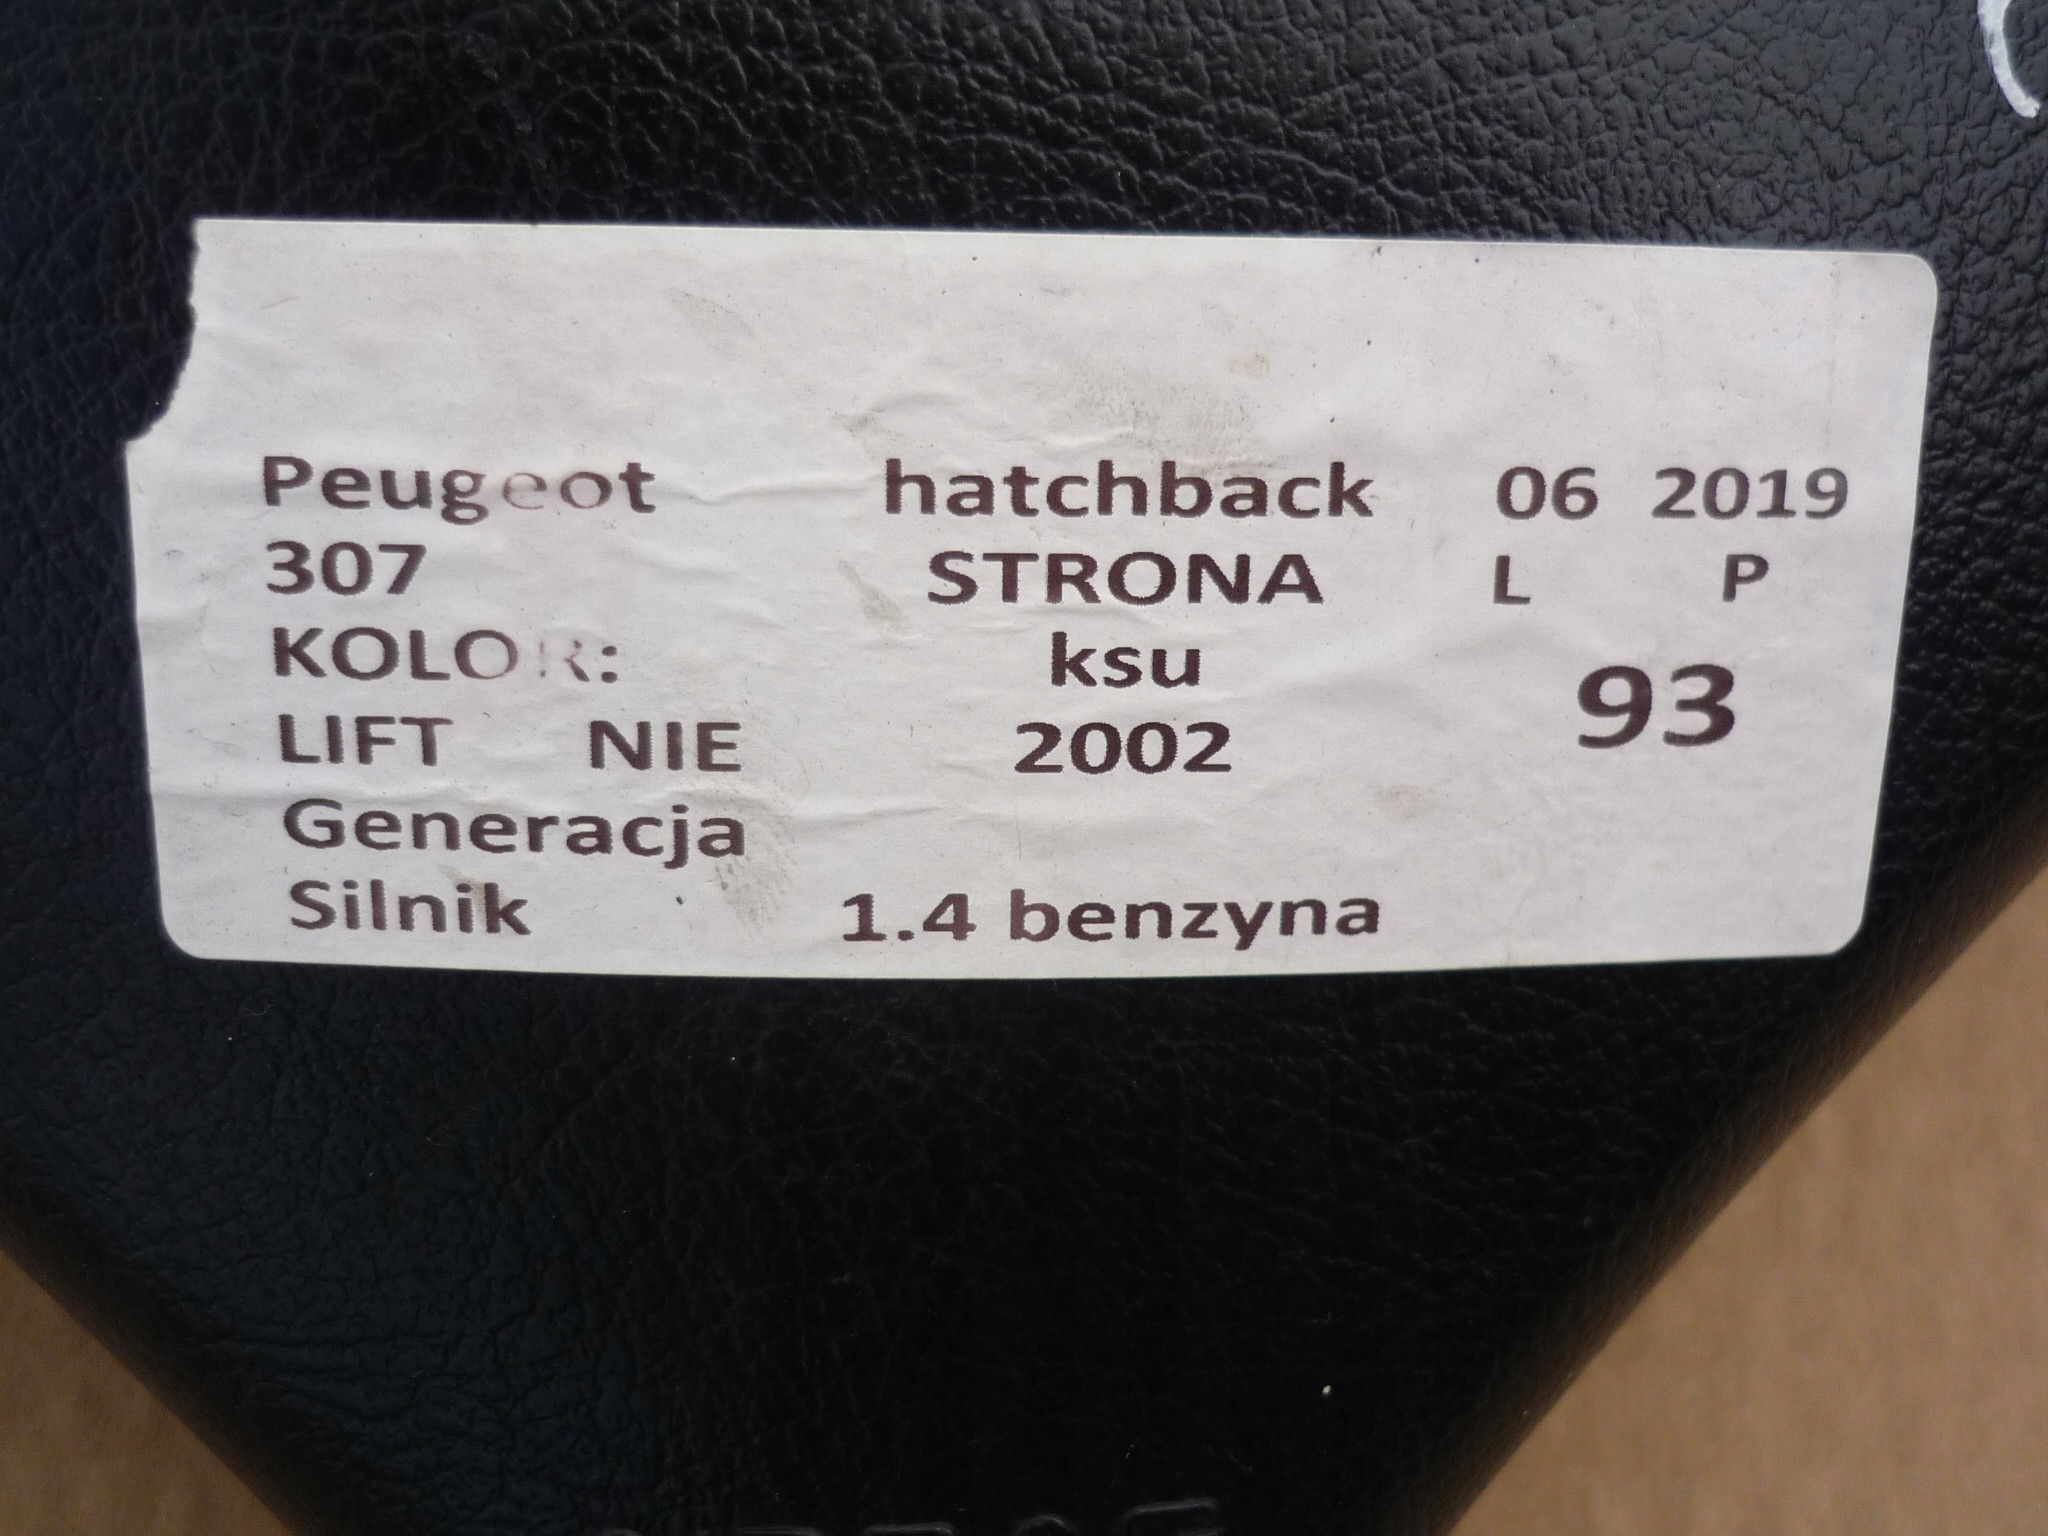 Peugeot hatchback 06 2019
307 STRONA L P
KOLOR: ksu
93
LIFT NIE 2002
Generacja
Silnik 1.4 benzyna